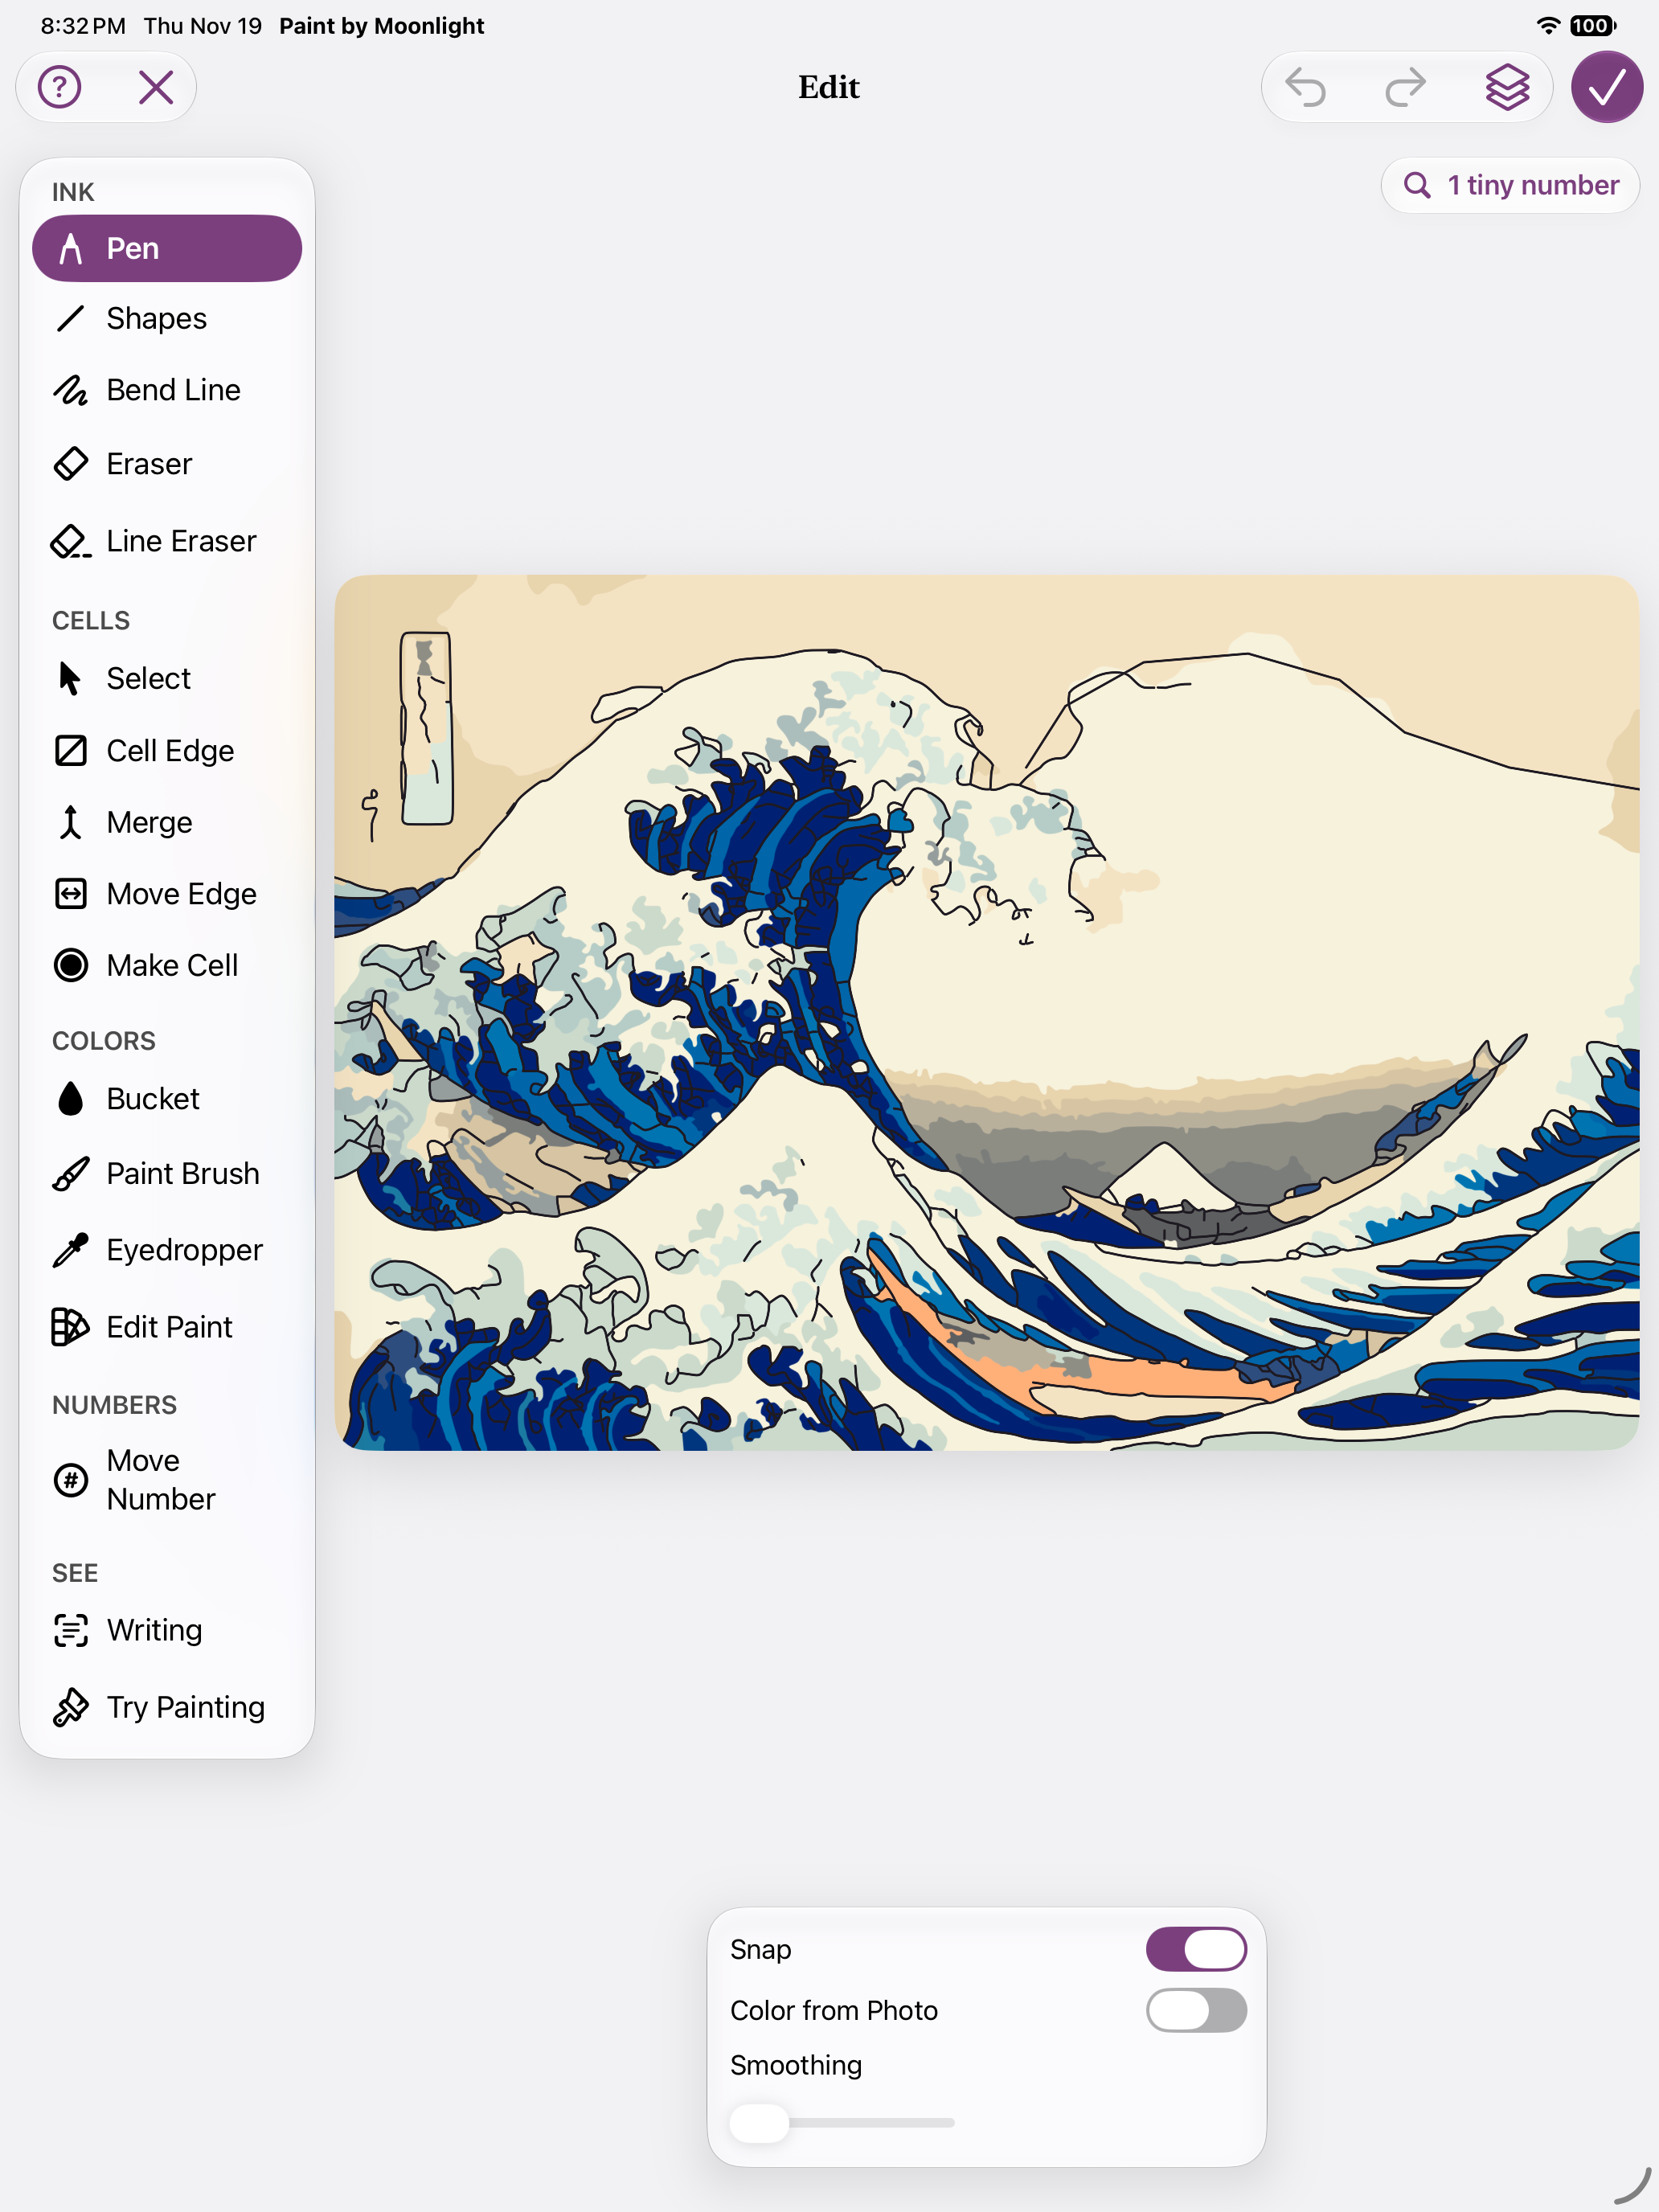 8:32 PM Thu Nov 19 Paint by Moonlight
100
Edit
1 tiny number
INK
Pen
Shapes
Bend Line
Eraser
Line Eraser
CELLS
Select
Cell Edge
Merge
Move Edge
Make Cell
COLORS
Bucket
Paint Brush
Eyedropper
Edit Paint
NUMBERS
Move
Number
SEE
Writing
Try Painting
Snap
Color from Photo
Smoothing